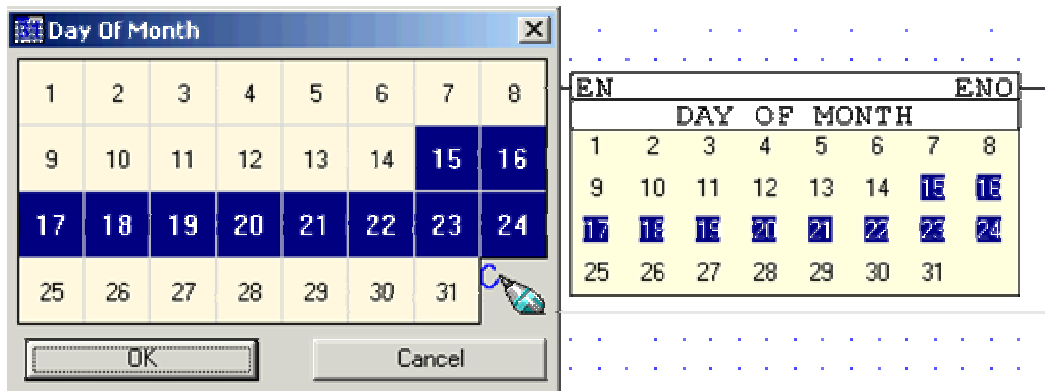 Day Of Month
1 2 3 4 5 6 7 8
9 10 11 12 13 14 15 16
17 18 19 20 21 22 23 24
25 26 27 28 29 30 31
OK Cancel
EN ENO
DAY OF MONTH
1 2 3 4 5 6 7 8
9 10 11 12 13 14 15 16
17 18 19 20 21 22 23 24
25 26 27 28 29 30 31